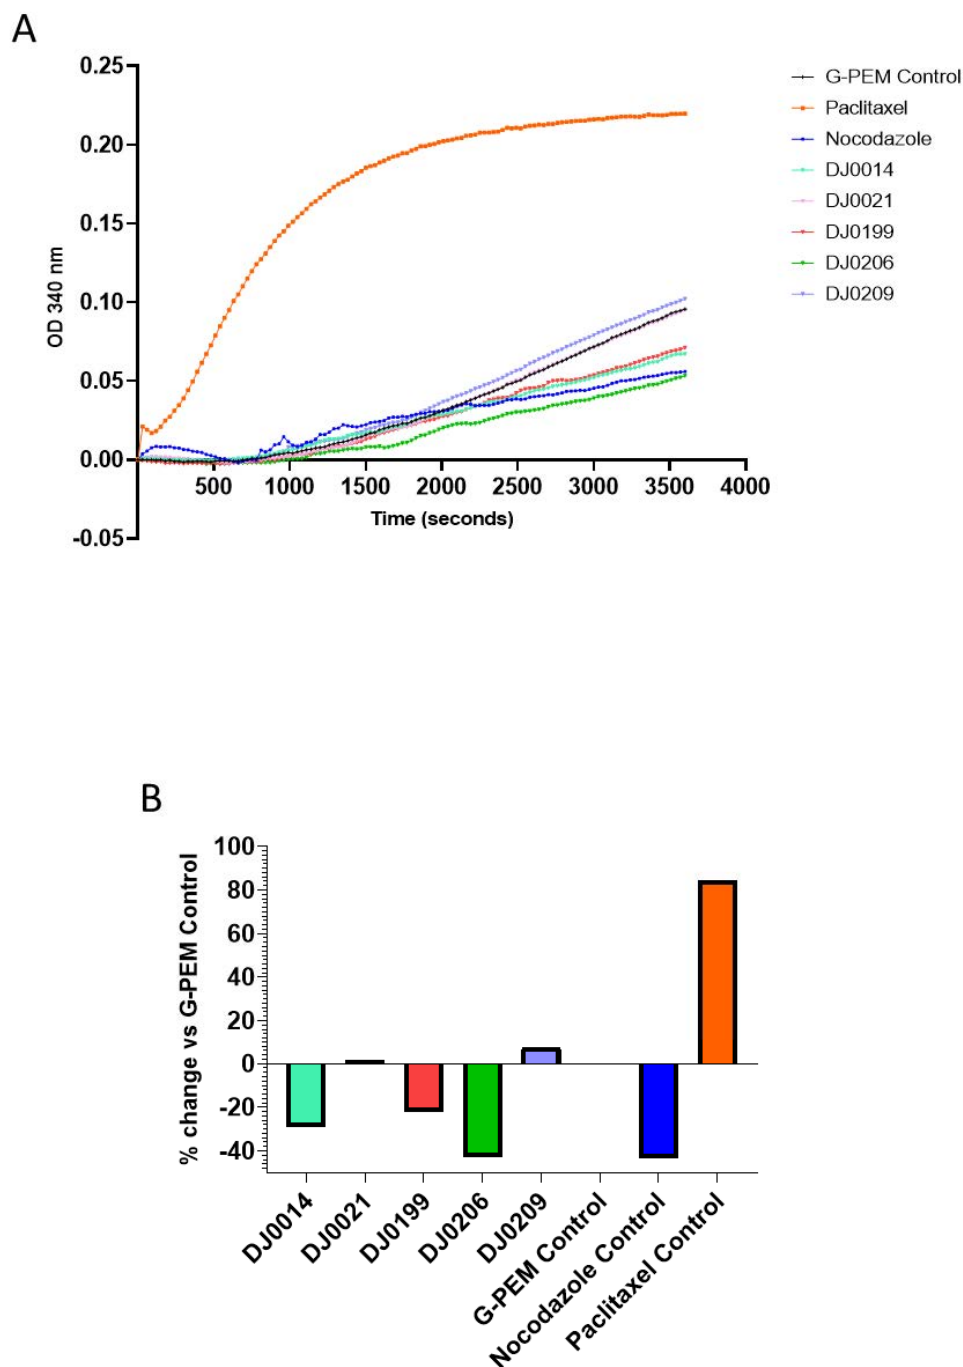 A
0.25
0.20
0.15
0.10
0.05
0.00
-0.05
OD 340 nm
500 1000 1500 2000 2500 3000 3500 4000
Time (seconds)
G-PEM Control
Paclitaxel
Nocodazole
DJ0014
DJ0021
DJ0199
DJ0206
DJ0209
B
100
80
60
40
20
0
-20
-40
% change vs G-PEM Control
DJ0014
DJ0021
DJ0199
DJ0206
DJ0209
G-PEM Control
Nocodazole Control
Paclitaxel Control